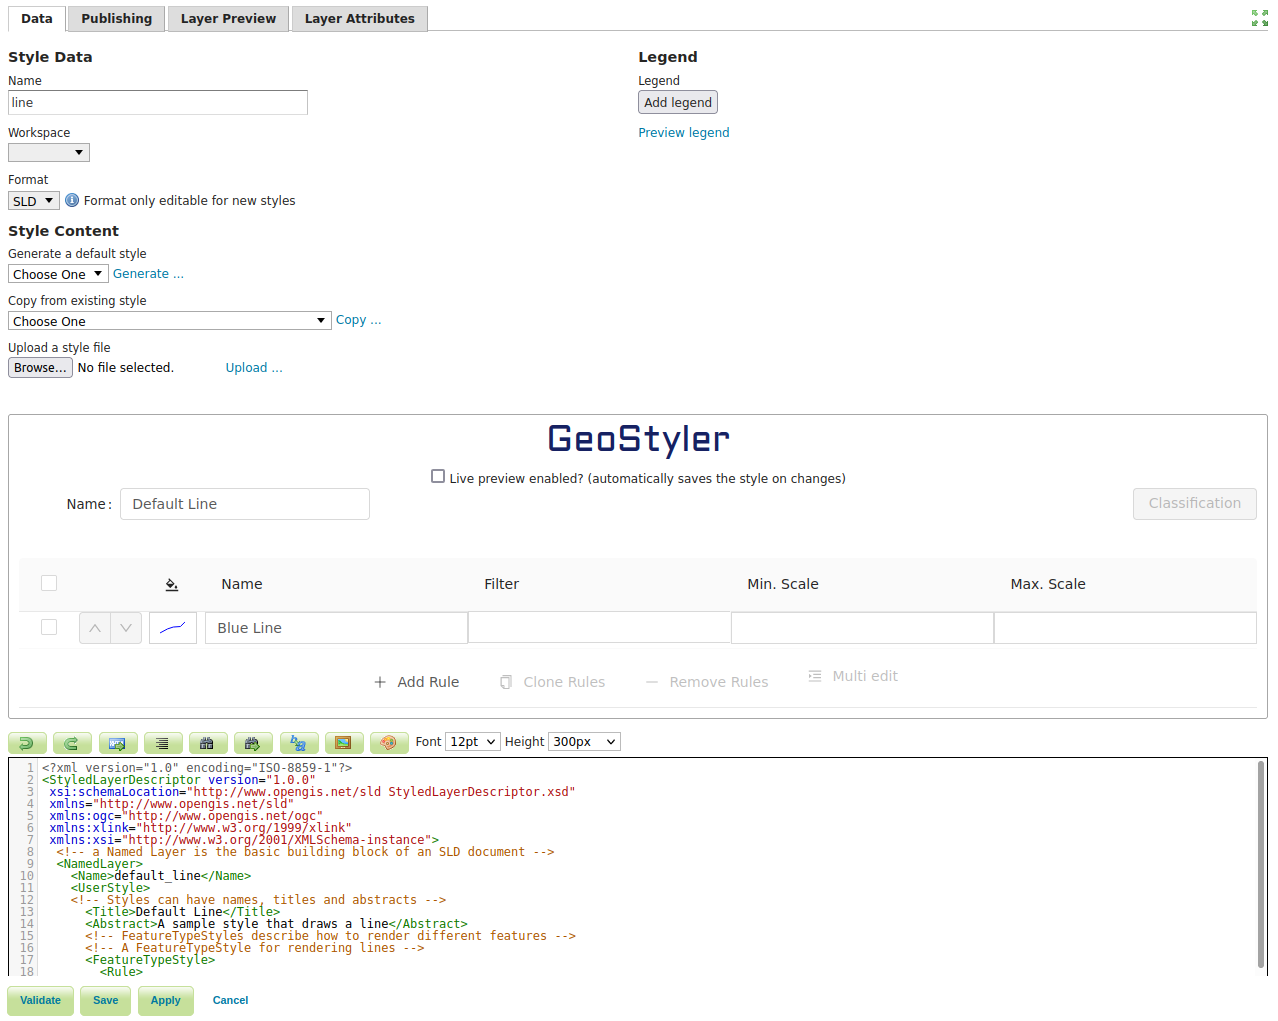 Data Publishing Layer Preview Layer Attributes
Style Data
Name
line
Workspace
Format
SLD Format only editable for new styles
Style Content
Generate a default style
Choose One Generate ...
Copy from existing style
Choose One Copy ...
Upload a style file
Browse... No file selected. Upload ...
Legend
Legend
Add legend
Preview legend
GeoStyler
Live preview enabled? (automatically saves the style on changes)
Name : Default Line Classification
Name Filter Min. Scale Max. Scale
Blue Line
Add Rule Clone Rules Remove Rules Multi edit
Font 12pt Height 300px
1 <?xml version="1.0" encoding="ISO-8859-1"?>
2 <StyledLayerDescriptor version="1.0.0"
3 xsi:schemaLocation="http://www.opengis.net/sld StyledLayerDescriptor.xsd"
4 xmlns="http://www.opengis.net/sld"
5 xmlns:ogc="http://www.opengis.net/ogc"
6 xmlns:xlink="http://www.w3.org/1999/xlink"
7 xmlns:xsi="http://www.w3.org/2001/XMLSchema-instance">
8 <!-- a Named Layer is the basic building block of an SLD document -->
9 <NamedLayer>
10 <Name>default_line</Name>
11 <UserStyle>
12 <!-- Styles can have names, titles and abstracts -->
13 <Title>Default Line</Title>
14 <Abstract>A sample style that draws a line</Abstract>
15 <!-- FeatureTypeStyles describe how to render different features -->
16 <!-- A FeatureTypeStyle for rendering lines -->
17 <FeatureTypeStyle>
18 <Rule>
Validate Save Apply Cancel